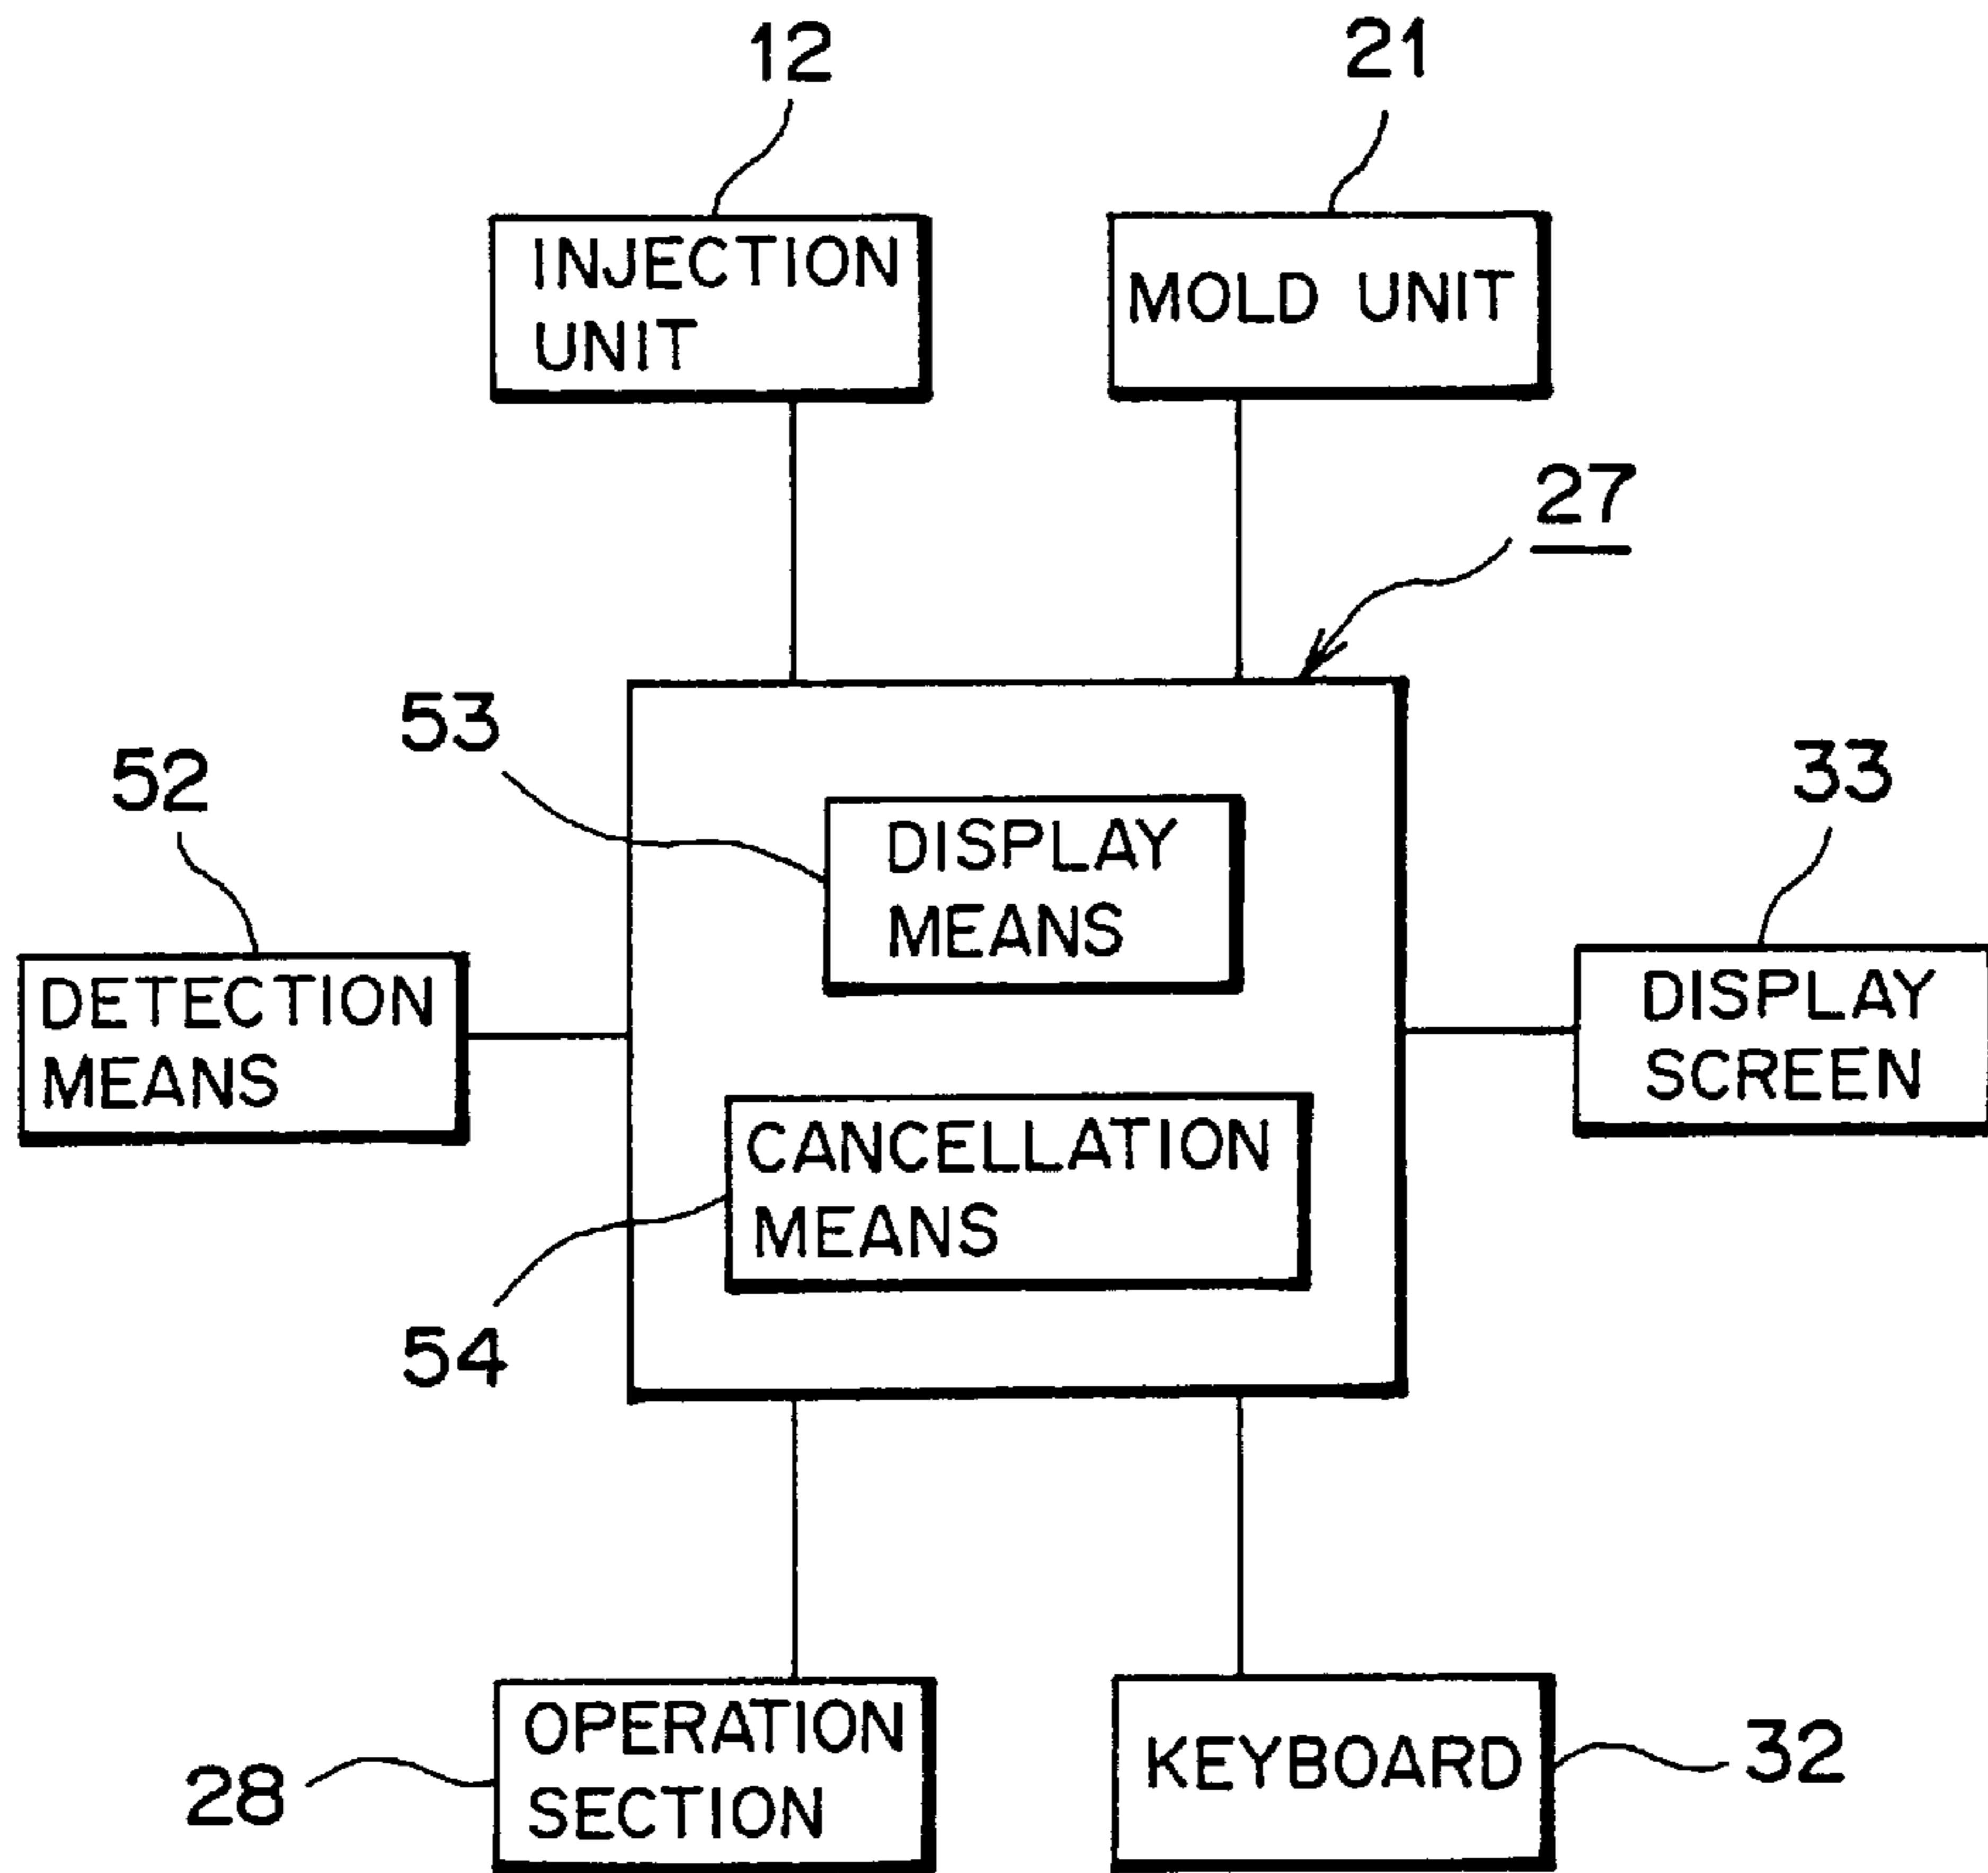 12
21
INJECTION
UNIT
MOLD UNIT
27
53
52
33
DISPLAY
MEANS
DETECTION
MEANS
DISPLAY
SCREEN
CANCELLATION
MEANS
54
OPERATION
SECTION
28
KEYBOARD
32